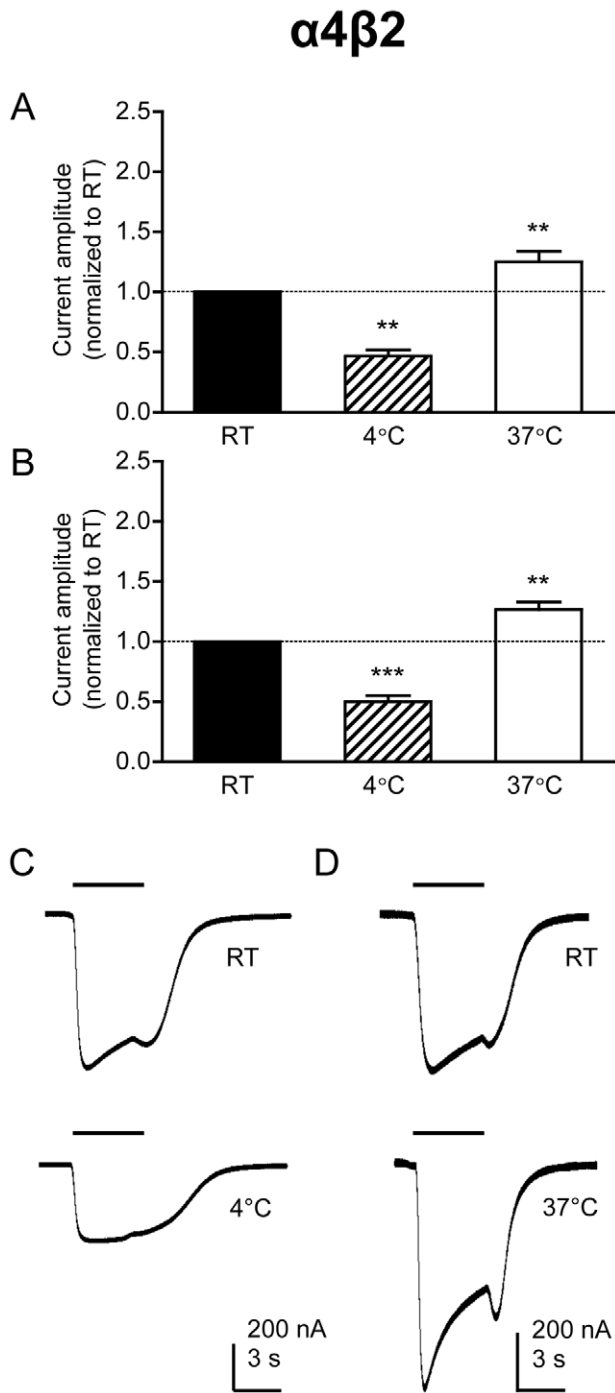 α4β2
A
2.5
2.0
1.5
1.0
0.5
0.0
Current amplitude
(normalized to RT)
**
**
RT
4°C
37°C
B
2.5
2.0
1.5
1.0
0.5
0.0
Current amplitude
(normalized to RT)
***
**
RT
4°C
37°C
C
D
RT
RT
4°C
37°C
200 nA
3 s
200 nA
3 s